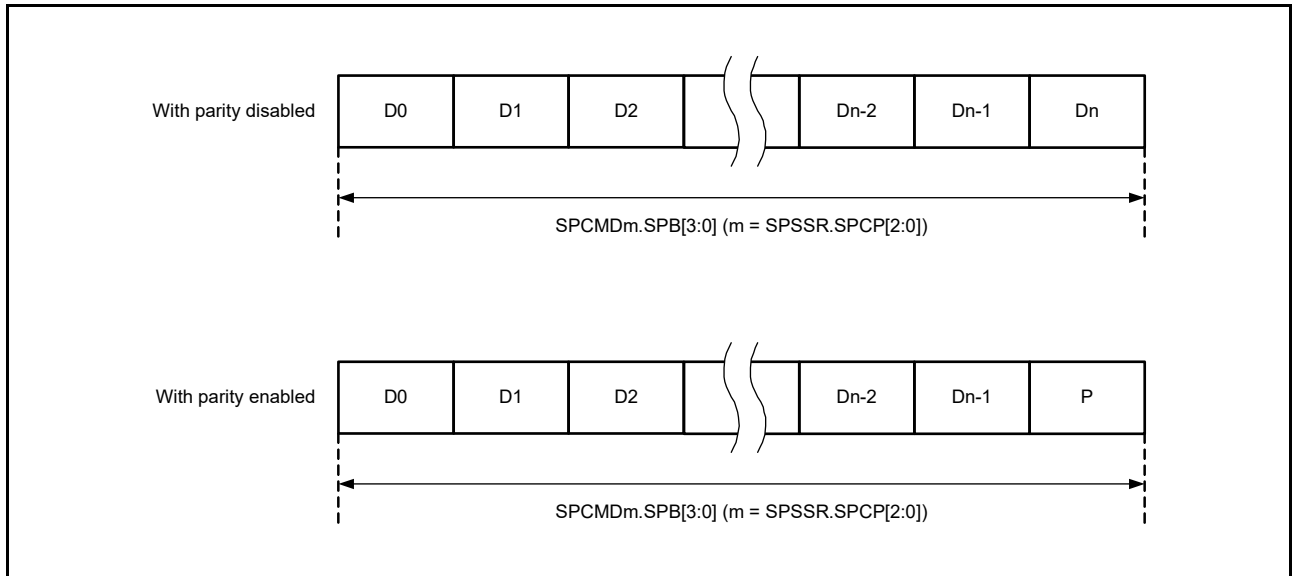 With parity disabled D0 D1 D2 Dn-2 Dn-1 Dn
SPCMDm.SPB[3:0] (m = SPSSR.SPCP[2:0])
With parity enabled D0 D1 D2 Dn-2 Dn-1 P
SPCMDm.SPB[3:0] (m = SPSSR.SPCP[2:0])